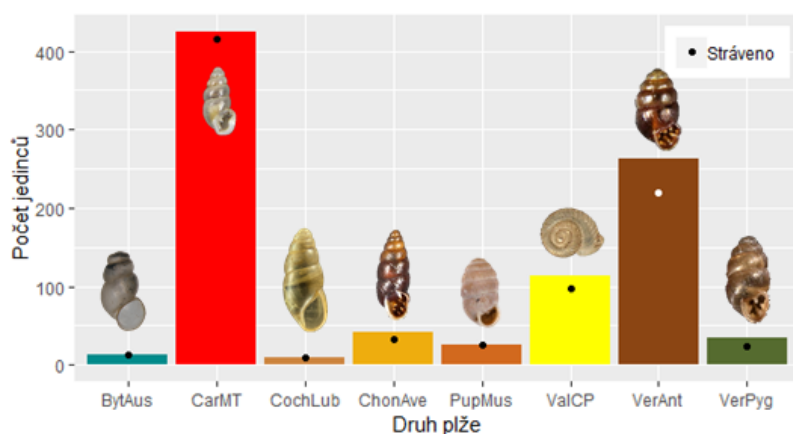 Stráveno
Počet jedinců
400
300
200
100
0
BytAus CarMT CochLub ChonAve PupMus ValCP VerAnt VerPyg
Druh plže